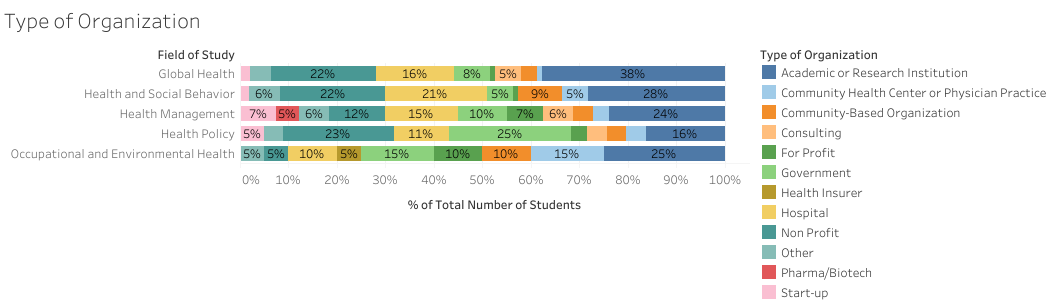 Type of Organization
Field of Study
Global Health 22% 16% 8% 5% 38%
Health and Social Behavior 6% 22% 21% 5% 9% 5% 28%
Health Management 7% 5% 6% 12% 15% 10% 7% 6% 24%
Health Policy 5% 23% 11% 25% 16%
Occupational and Environmental Health 5% 5% 10% 5% 15% 10% 10% 15% 25%
0% 10% 20% 30% 40% 50% 60% 70% 80% 90% 100%
% of Total Number of Students
Type of Organization
Academic or Research Institution
Community Health Center or Physician Practice
Community-Based Organization
Consulting
For Profit
Government
Health Insurer
Hospital
Non Profit
Other
Pharma/Biotech
Start-up